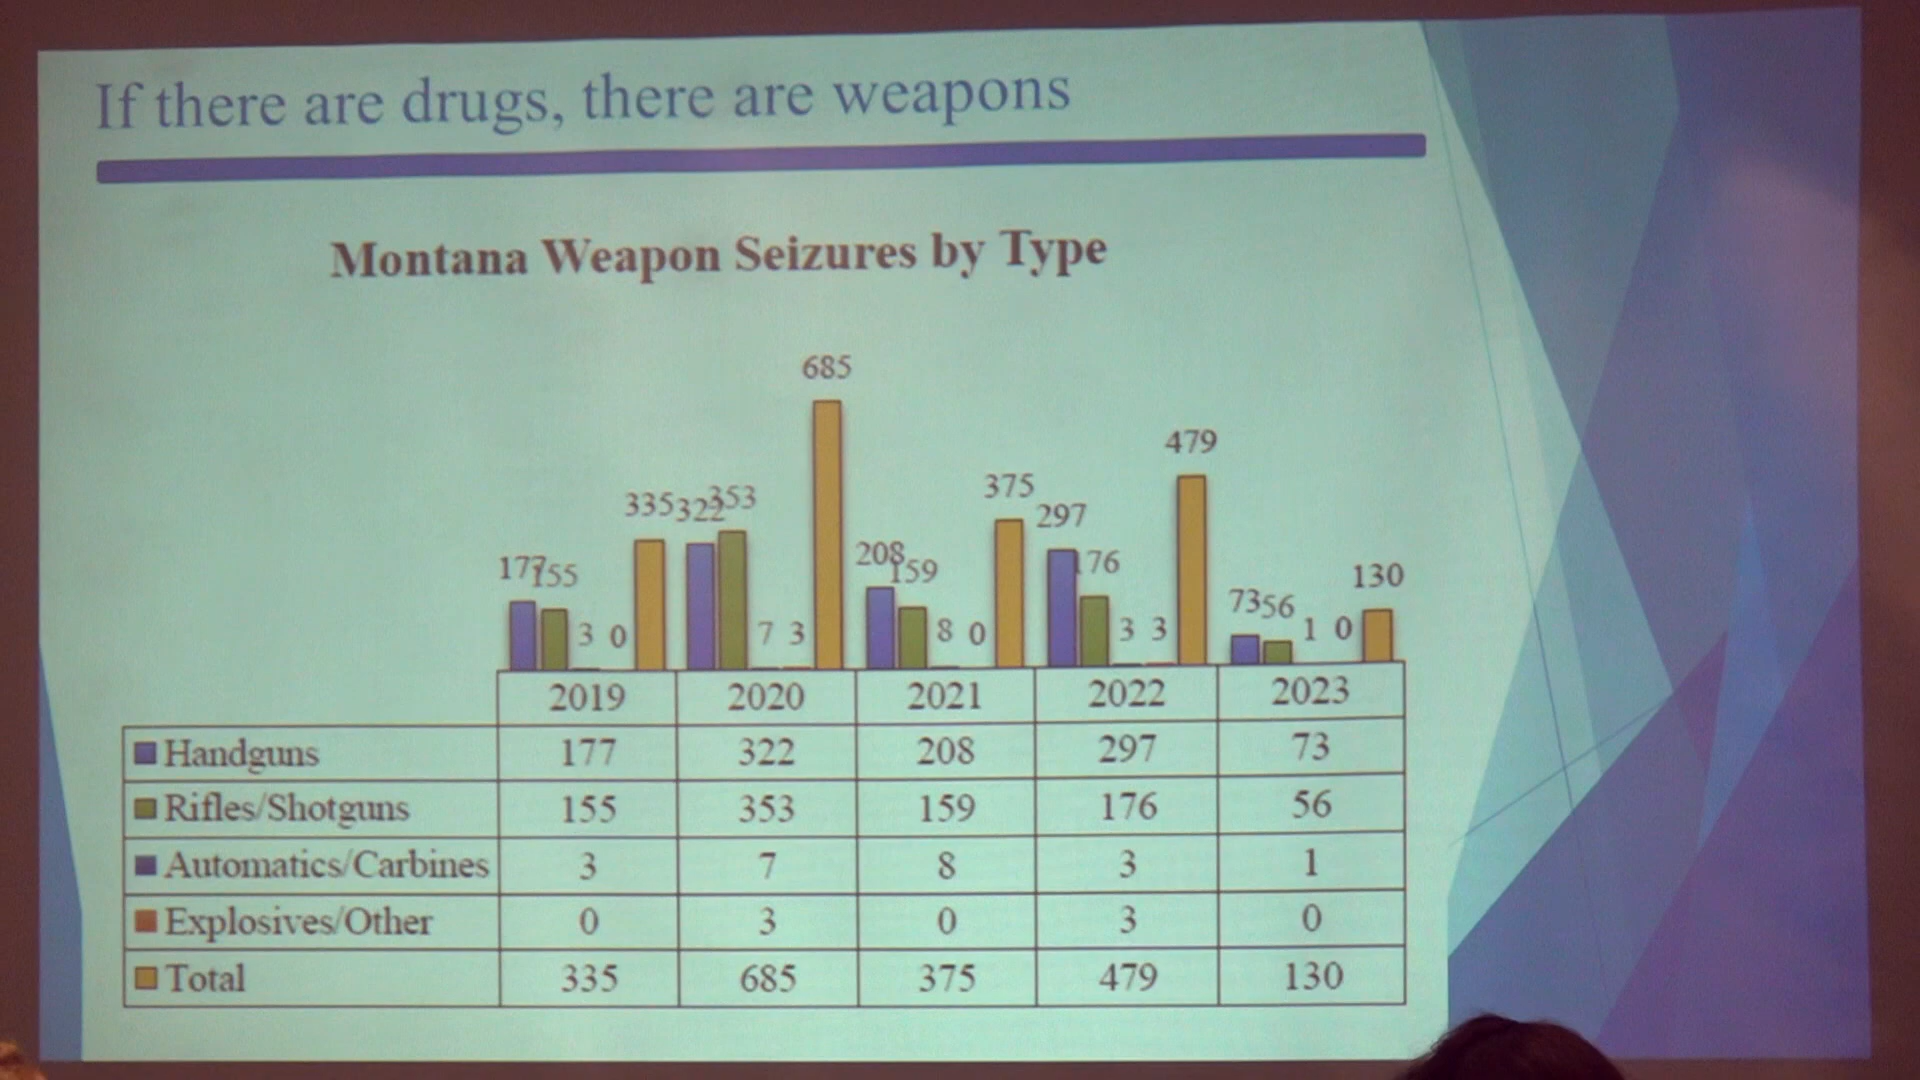 If there are drugs, there are weapons
Montana Weapon Seizures by Type
177 155 3 0 335 322 353 7 3 685 208 159 8 0 375 297 176 3 3 479 73 56 1 0 130
2019 2020 2021 2022 2023
Handguns 177 322 208 297 73
Rifles/Shotguns 155 353 159 176 56
Automatics/Carbines 3 7 8 3 1
Explosives/Other 0 3 0 3 0
Total 335 685 375 479 130